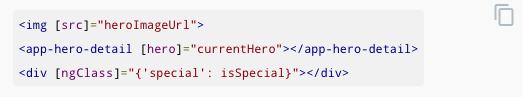 <img [src]="heroImageUrl">
<app-hero-detail [hero]="currentHero"></app-hero-detail>
<div [ngClass]="{'special': isSpecial}"></div>